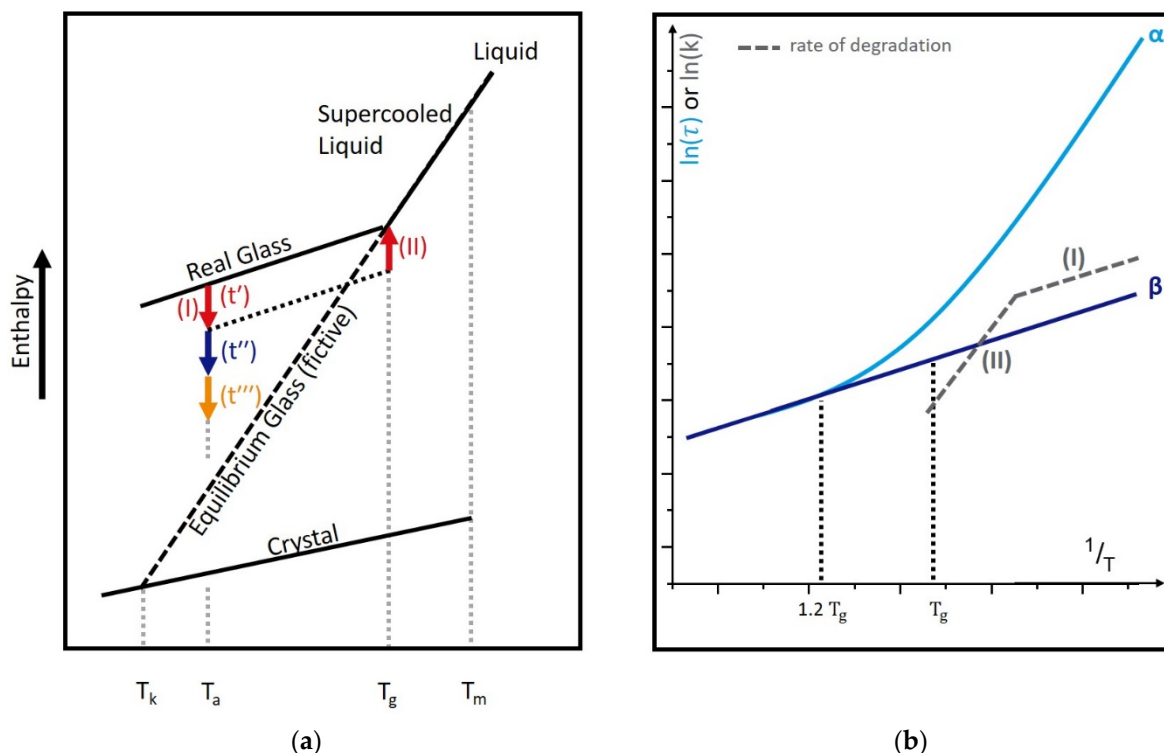 Liquid
Supercooled
Liquid
Real Glass
(I)
(t')
(II)
(t'')
(t''')
Equilibrium Glass (fictive)
Crystal
Enthalpy
Tk
Ta
Tg
Tm
(a)
ln(τ) or ln(k)
rate of degradation
α
(I)
β
(II)
1/T
1.2 Tg
Tg
(b)